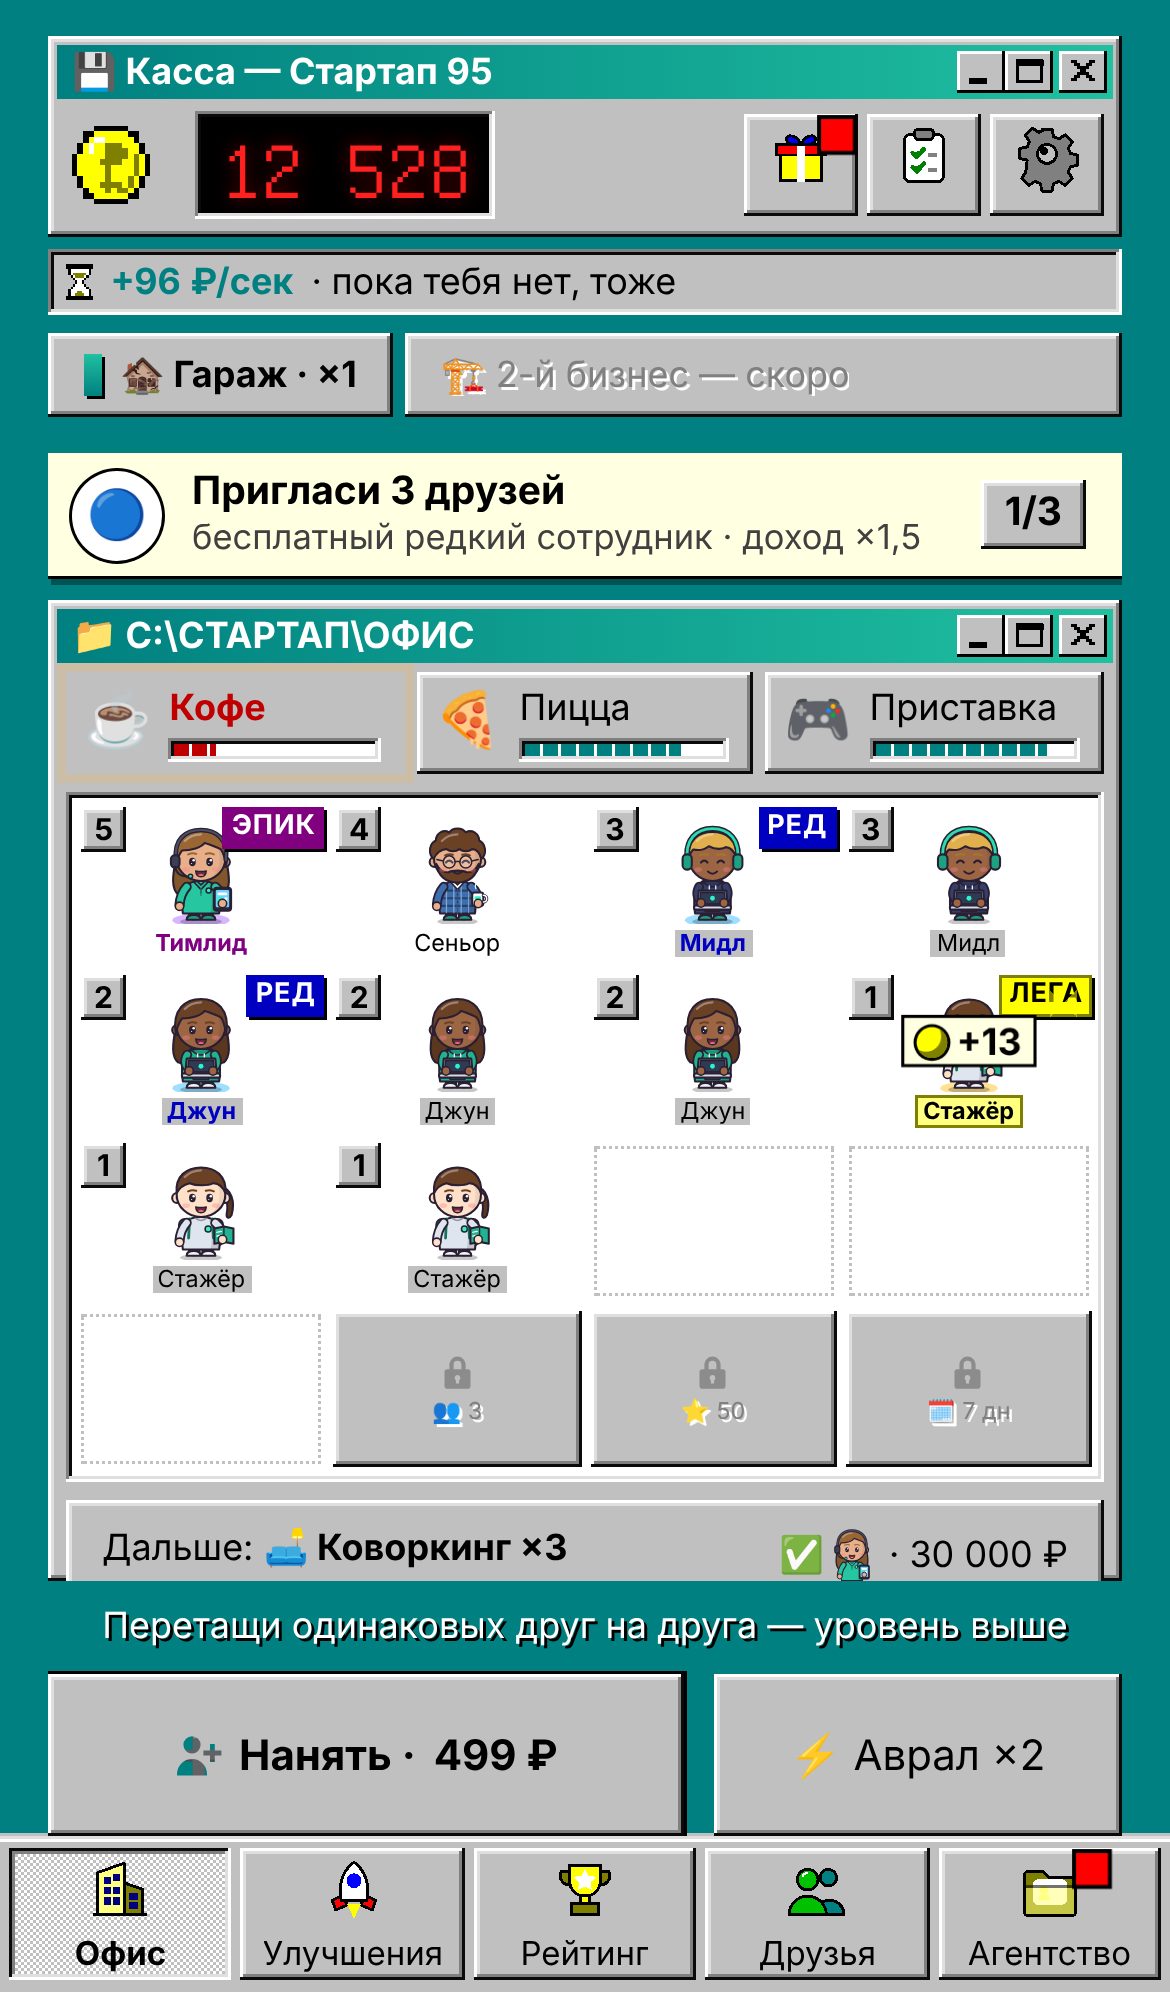 Касса — Стартап 95
12 528
+96 ₽/сек · пока тебя нет, тоже
Гараж · ×1
2-й бизнес — скоро
Пригласи 3 друзей
бесплатный редкий сотрудник · доход ×1,5
1/3
C:\СТАРТАП\ОФИС
Кофе
Пицца
Приставка
5 ЭПИК
Тимлид
4
Сеньор
3 РЕД
Мидл
3
Мидл
2 РЕД
Джун
2
Джун
2
Джун
1 ЛЕГА
+13
Стажёр
1
Стажёр
1
Стажёр
3
50
7 дн
Дальше: Коворкинг ×3
· 30 000 ₽
Перетащи одинаковых друг на друга — уровень выше
Нанять · 499 ₽
Аврал ×2
Офис
Улучшения
Рейтинг
Друзья
Агентство